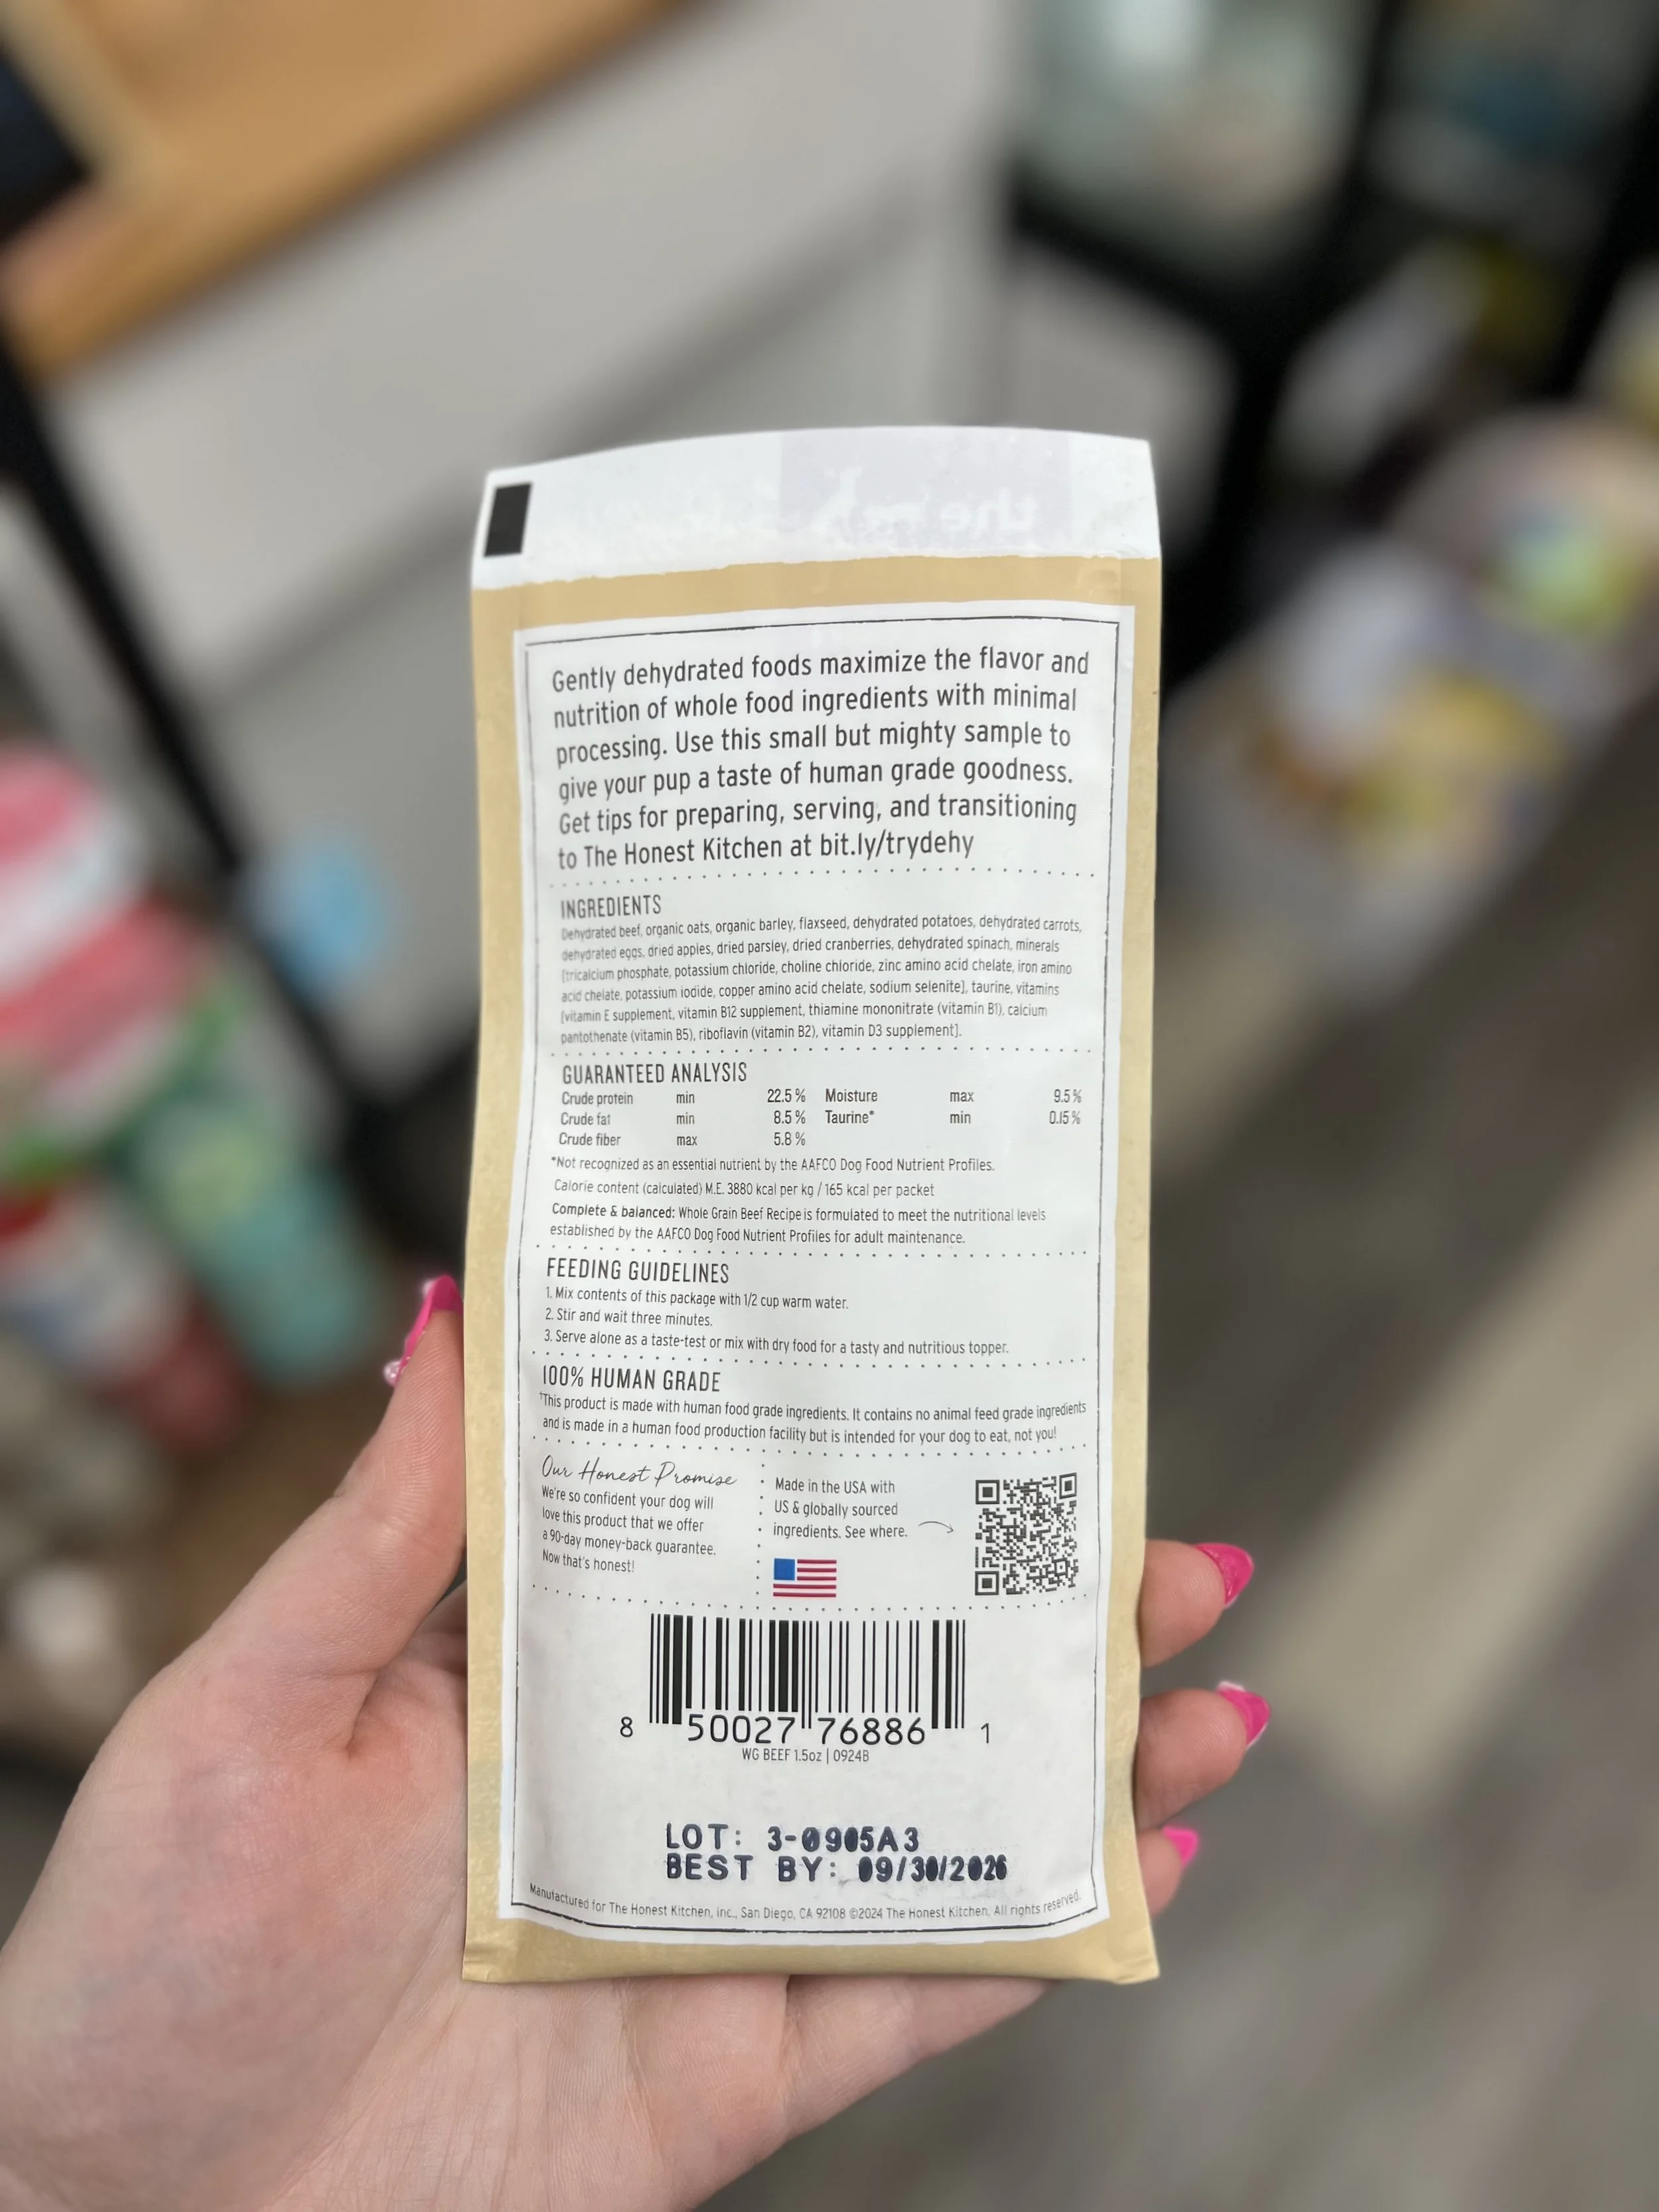 Gently dehydrated foods maximize the flavor and
nutrition of whole food ingredients with minimal
processing. Use this small but mighty sample to
give your pup a taste of human grade goodness.
Get tips for preparing, serving, and transitioning
to The Honest Kitchen at bit.ly/trydehy
INGREDIENTS
Dehydrated beef, organic oats, organic barley, flaxseed, dehydrated potatoes, dehydrated carrots,
dehydrated eggs, dried apples, dried parsley, dried cranberries, dehydrated spinach, minerals
[tricalcium phosphate, potassium chloride, choline chloride, zinc amino acid chelate, iron amino
acid chelate, potassium iodide, copper amino acid chelate, sodium selenite], taurine, vitamins
[vitamin E supplement, vitamin B12 supplement, thiamine mononitrate (vitamin B1), calcium
pantothenate (vitamin B5), riboflavin (vitamin B2), vitamin D3 supplement].
GUARANTEED ANALYSIS
Crude protein min 22.5% Moisture max 9.5%
Crude fat min 8.5% Taurine* min 0.15%
Crude fiber max 5.8%
*Not recognized as an essential nutrient by the AAFCO Dog Food Nutrient Profiles.
Calorie content (calculated) M.E. 3880 kcal per kg / 165 kcal per packet
Complete & balanced: Whole Grain Beef Recipe is formulated to meet the nutritional levels
established by the AAFCO Dog Food Nutrient Profiles for adult maintenance.
FEEDING GUIDELINES
1. Mix contents of this package with 1/2 cup warm water.
2. Stir and wait three minutes.
3. Serve alone as a taste-test or mix with dry food for a tasty and nutritious topper.
100% HUMAN GRADE
†This product is made with human food grade ingredients. It contains no animal feed grade ingredients
and is made in a human food production facility but is intended for your dog to eat, not you!
Our Honest Promise
We're so confident your dog will
love this product that we offer
a 90-day money-back guarantee.
Now that's honest!
Made in the USA with
US & globally sourced
ingredients. See where.
8 50027 76886 1
WG BEEF 1.5oz | 0924B
LOT: 3-0905A3
BEST BY: 09/30/2026
Manufactured for The Honest Kitchen, inc., San Diego, CA 92108 ©2024 The Honest Kitchen. All rights reserved.